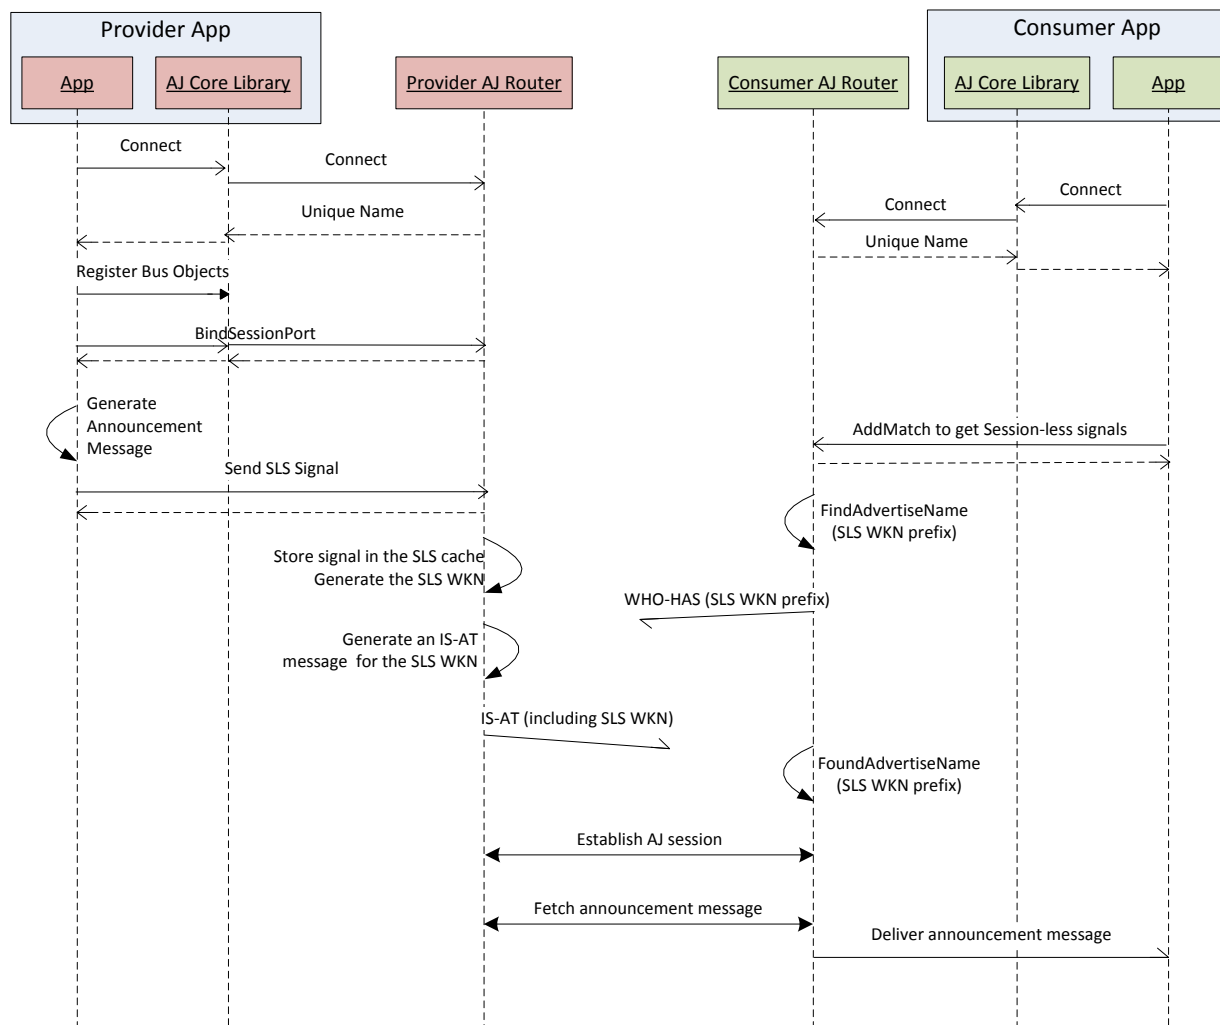 Provider App
Consumer App
App
AJ Core Library
Provider AJ Router
Consumer AJ Router
AJ Core Library
App
Connect
Connect
Connect
Connect
Unique Name
Unique Name
Register Bus Objects
BindSessionPort
Generate
Announcement
Message
AddMatch to get Session-less signals
Send SLS Signal
FindAdvertiseName
(SLS WKN prefix)
Store signal in the SLS cache
Generate the SLS WKN
WHO-HAS (SLS WKN prefix)
Generate an IS-AT
message for the SLS WKN
IS-AT (including SLS WKN)
FoundAdvertiseName
(SLS WKN prefix)
Establish AJ session
Fetch announcement message
Deliver announcement message